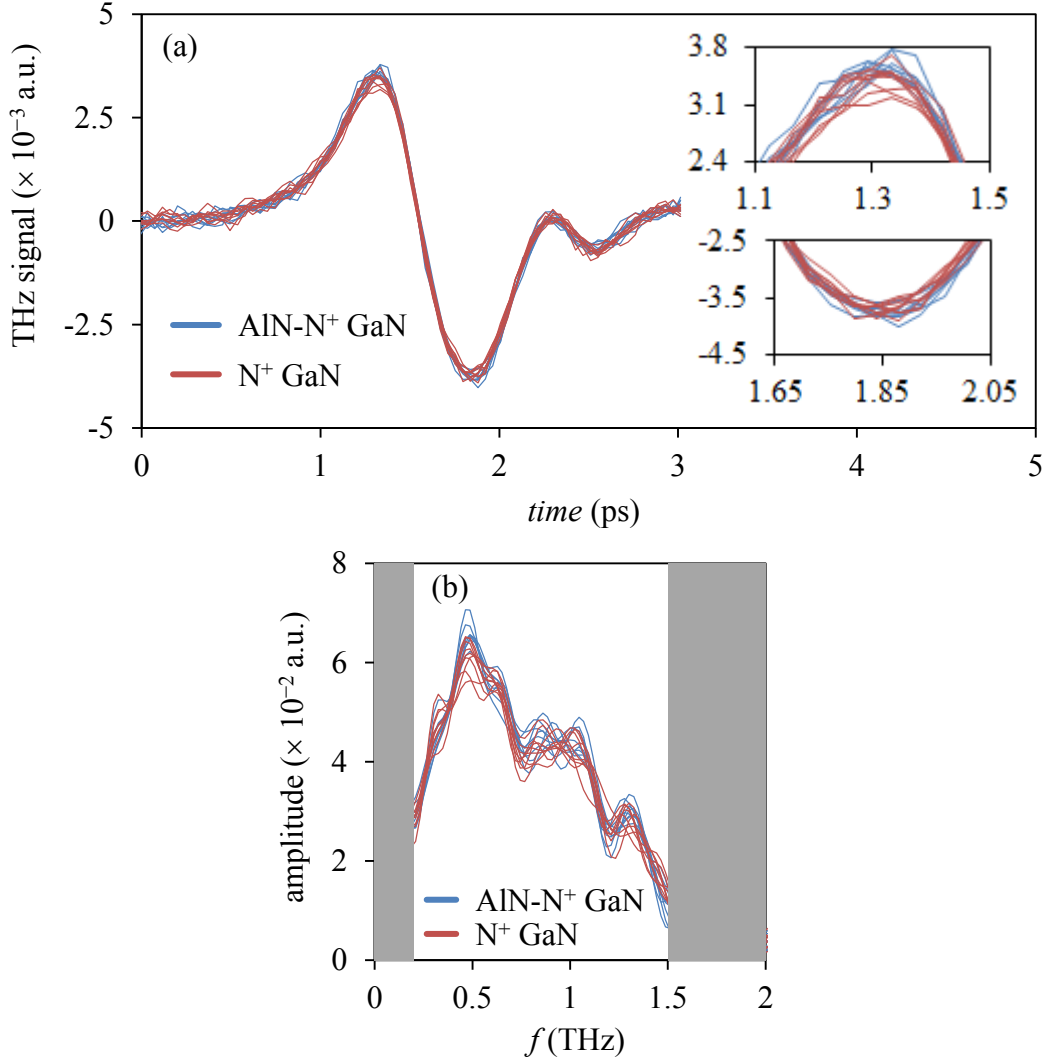 (a)
THz signal (× 10⁻³ a.u.)
5
2.5
0
-2.5
-5
0 1 2 3 4 5
time (ps)
AlN-N⁺ GaN
N⁺ GaN
3.8
3.1
2.4
1.1 1.3 1.5
-2.5
-3.5
-4.5
1.65 1.85 2.05
(b)
amplitude (× 10⁻² a.u.)
8
6
4
2
0
AlN-N⁺ GaN
N⁺ GaN
0 0.5 1 1.5 2
f (THz)